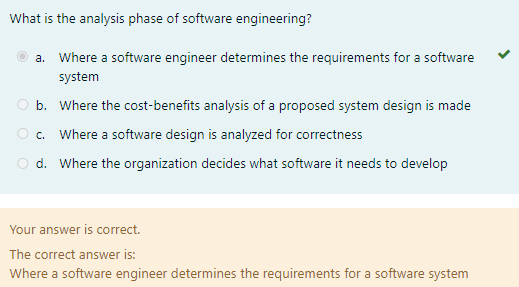 What is the analysis phase of software engineering?
a. Where a software engineer determines the requirements for a software
system
b. Where the cost-benefits analysis of a proposed system design is made
c. Where a software design is analyzed for correctness
d. Where the organization decides what software it needs to develop
Your answer is correct.
The correct answer is:
Where a software engineer determines the requirements for a software system